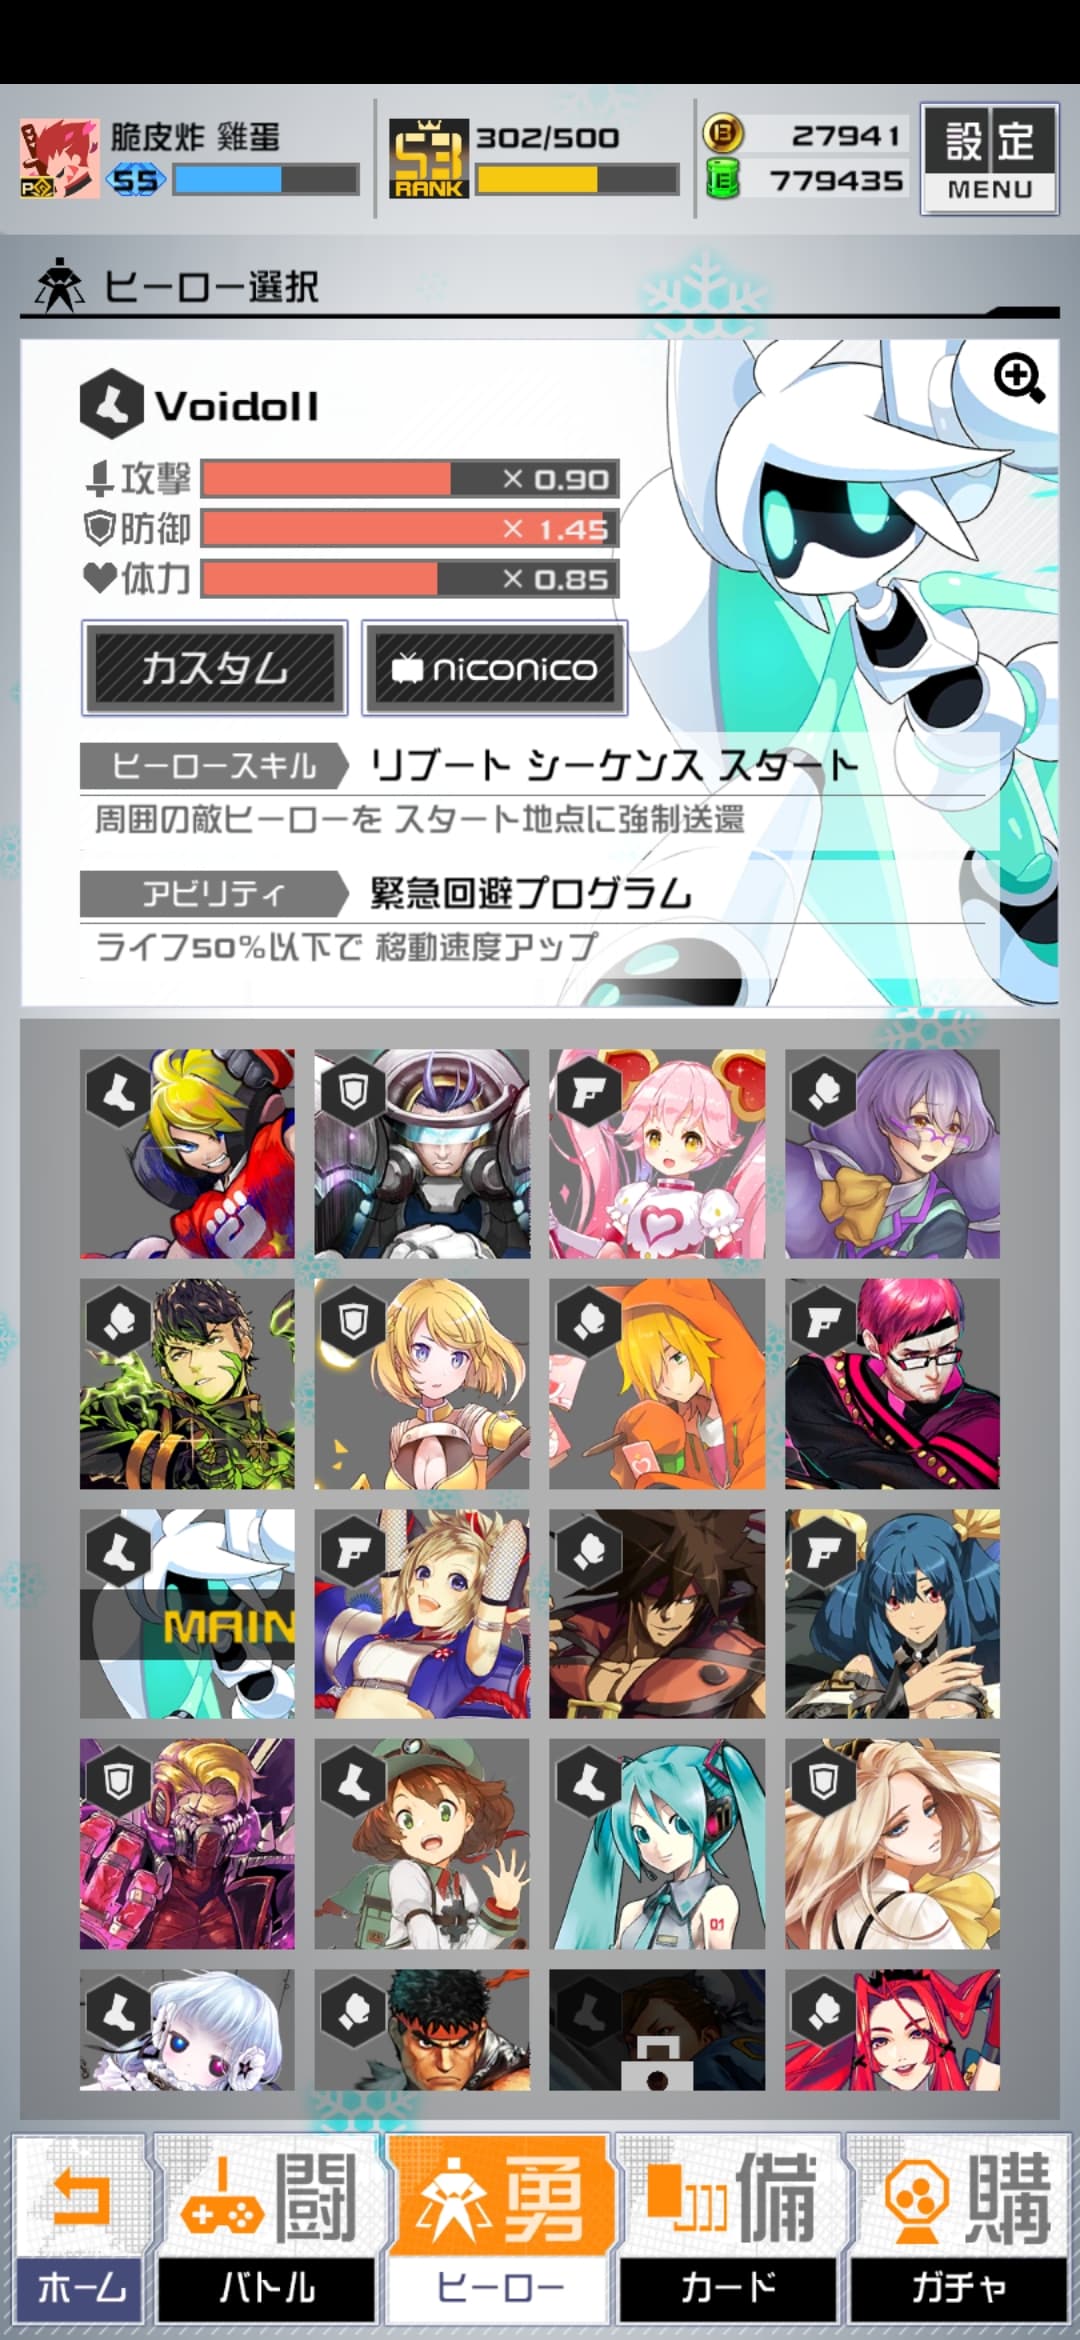 脆皮炸 雞蛋
55
P
S3
RANK
302/500
B 27941
E 779435
設定
MENU
ヒーロー選択
Voidoll
攻撃 × 0.90
防御 × 1.45
体力 × 0.85
カスタム
niconico
ヒーロースキル リブート シーケンス スタート
周囲の敵ヒーローを スタート地点に強制送還
アビリティ 緊急回避プログラム
ライフ50%以下で 移動速度アップ
MAIN
01
闘 勇 備 購
ホーム バトル ヒーロー カード ガチャ